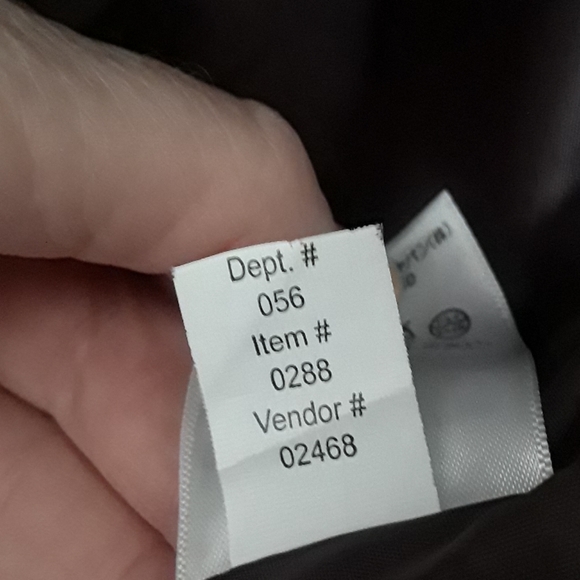 Dept. #
056
Item #
0288
Vendor #
02468